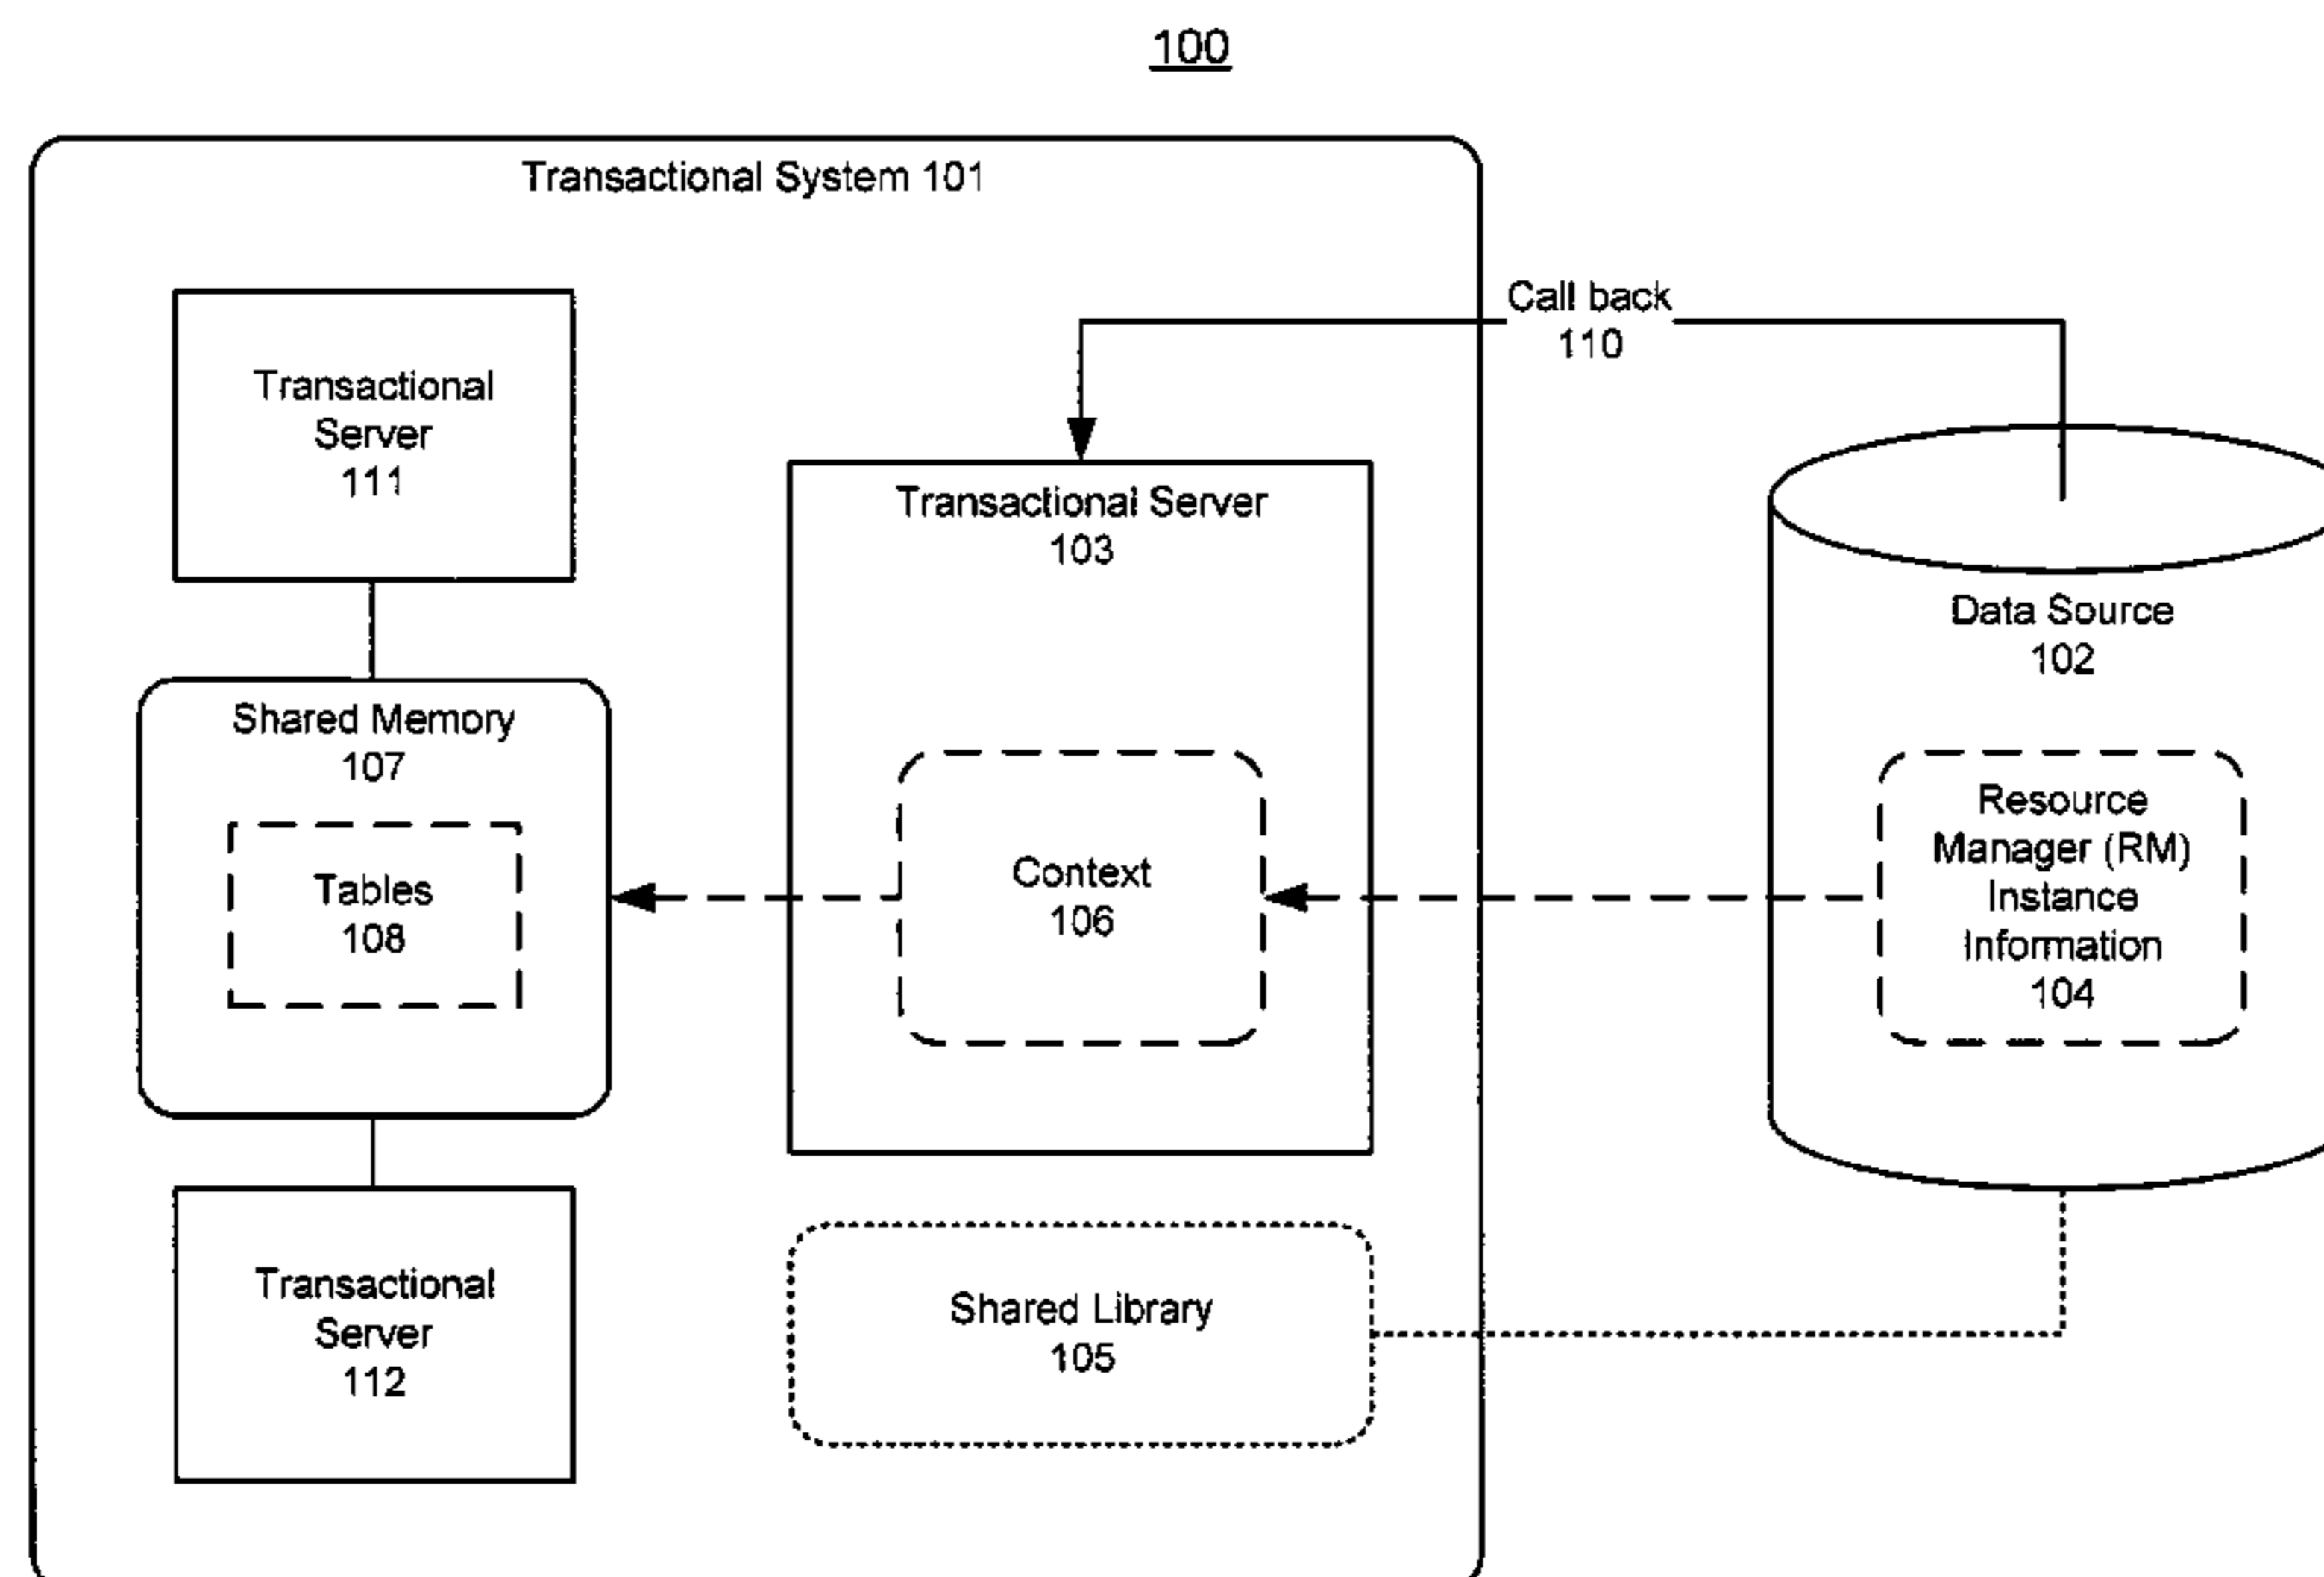 100
Transactional System 101
Call back
110
Transactional
Server
111
Transactional Server
103
Data Source
102
Shared Memory
107
Tables
108
Context
106
Resource
Manager (RM)
Instance
Information
104
Transactional
Server
112
Shared Library
105